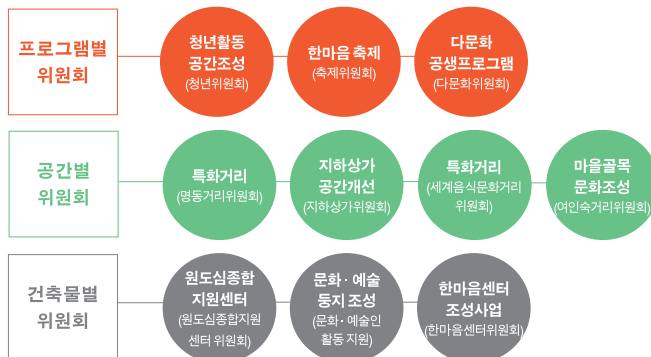 프로그램별
위원회
청년활동
공간조성
(청년위원회)
한마음 축제
(축제위원회)
다문화
공생프로그램
(다문화위원회)
공간별
위원회
특화거리
(명동거리위원회)
지하상가
공간개선
(지하상가위원회)
특화거리
(세계음식문화거리
위원회)
마을골목
문화조성
(여인숙거리위원회)
건축물별
위원회
원도심종합
지원센터
(원도심종합지원
센터 위원회)
문화·예술
둥지 조성
(문화·예술인
활동 지원)
한마음센터
조성사업
(한마음센터위원회)